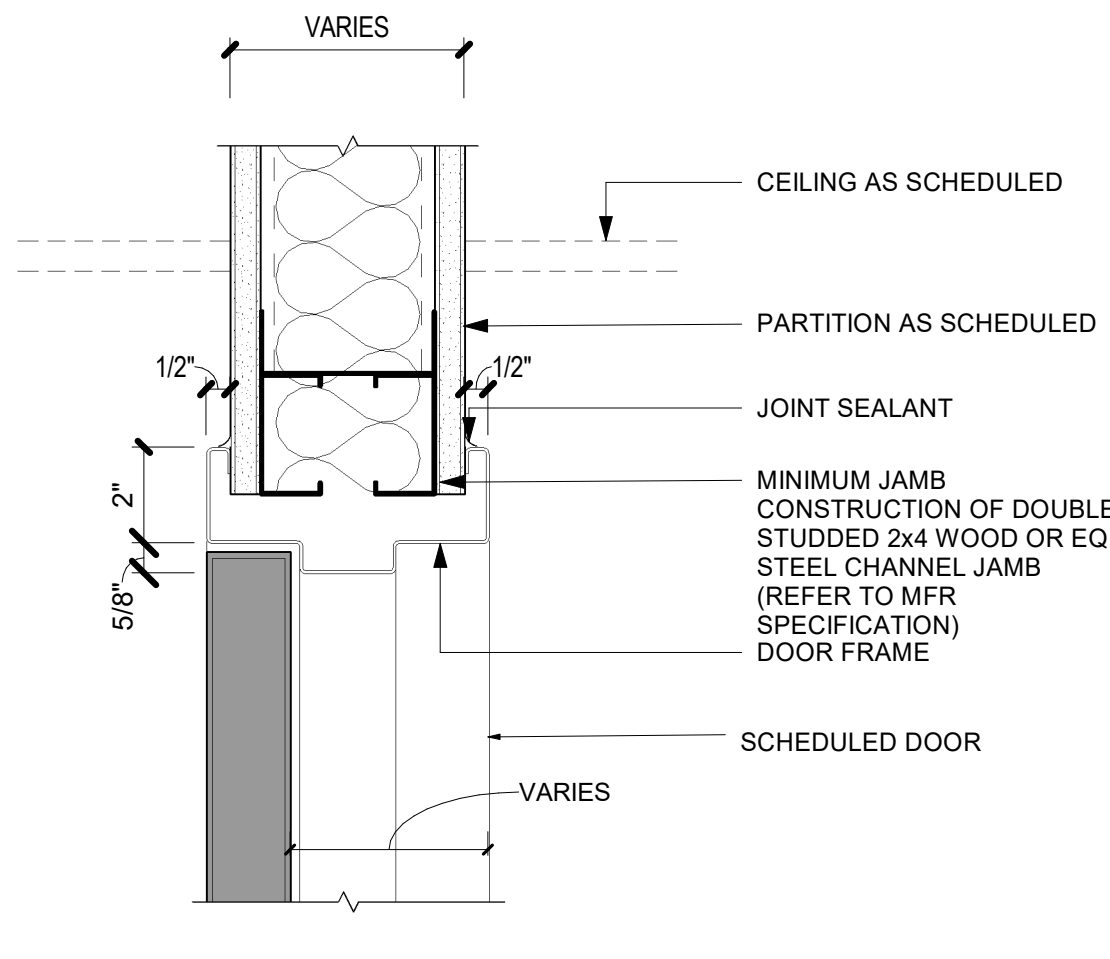 VARIES
CEILING AS SCHEDULED
PARTITION AS SCHEDULED
1/2"
1/2"
JOINT SEALANT
2"
5/8"
MINIMUM JAMB
CONSTRUCTION OF DOUBLE
STUDDED 2x4 WOOD OR EQ
STEEL CHANNEL JAMB
(REFER TO MFR
SPECIFICATION)
DOOR FRAME
SCHEDULED DOOR
VARIES